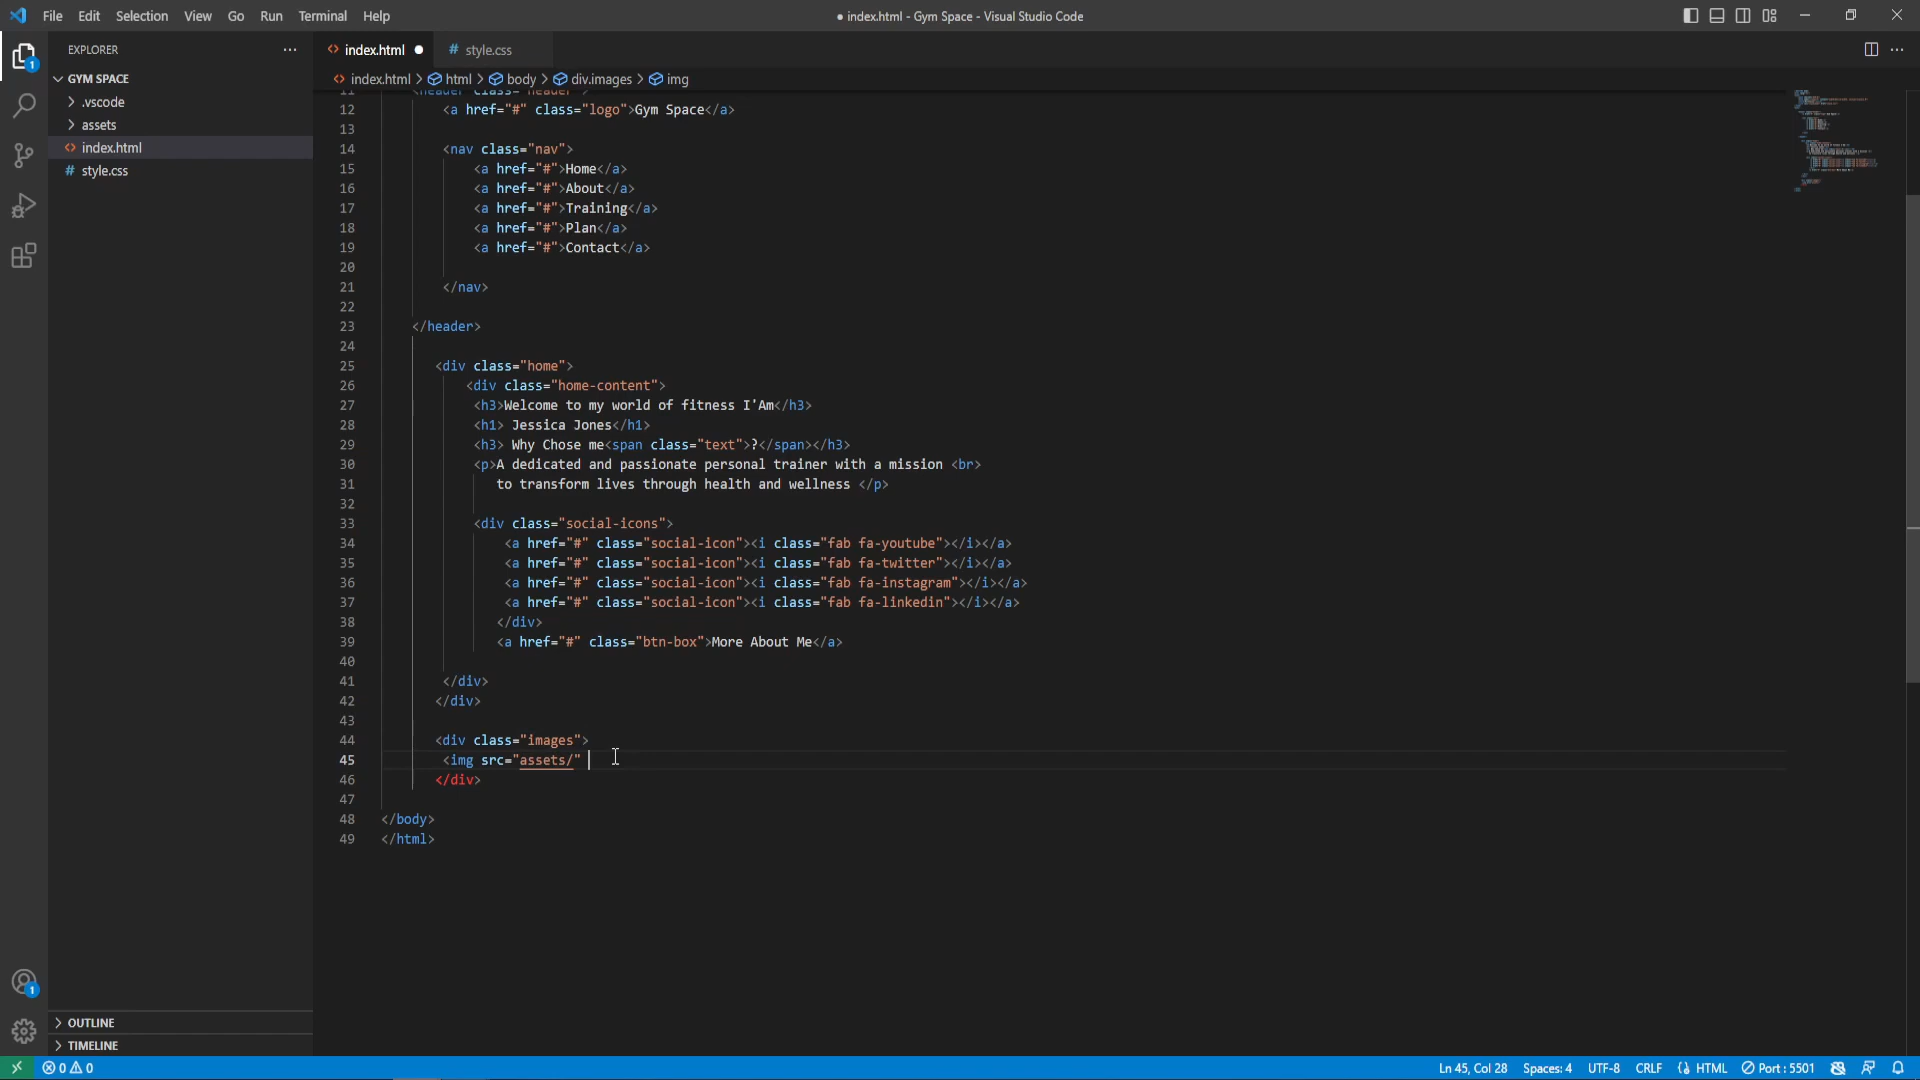 File Edit Selection View Go Run Terminal Help
● index.html - Gym Space - Visual Studio Code
EXPLORER
index.html
style.css
GYM SPACE
index.html > html > body > div.images > img
.vscode
assets
index.html
style.css
11 <header class="header">
12 <a href="#" class="logo">Gym Space</a>
13
14 <nav class="nav">
15 <a href="#">Home</a>
16 <a href="#">About</a>
17 <a href="#">Training</a>
18 <a href="#">Plan</a>
19 <a href="#">Contact</a>
20
21 </nav>
22
23 </header>
24
25 <div class="home">
26 <div class="home-content">
27 <h3>Welcome to my world of fitness I'Am</h3>
28 <h1> Jessica Jones</h1>
29 <h3> Why Chose me<span class="text">?</span></h3>
30 <p>A dedicated and passionate personal trainer with a mission <br>
31 to transform lives through health and wellness </p>
32
33 <div class="social-icons">
34 <a href="#" class="social-icon"><i class="fab fa-youtube"></i></a>
35 <a href="#" class="social-icon"><i class="fab fa-twitter"></i></a>
36 <a href="#" class="social-icon"><i class="fab fa-instagram"></i></a>
37 <a href="#" class="social-icon"><i class="fab fa-linkedin"></i></a>
38 </div>
39 <a href="#" class="btn-box">More About Me</a>
40
41 </div>
42 </div>
43
44 <div class="images">
45 <img src="assets/"
46 </div>
47
48 </body>
49 </html>
OUTLINE
TIMELINE
0 0
Ln 45, Col 28 Spaces: 4 UTF-8 CRLF HTML Port : 5501